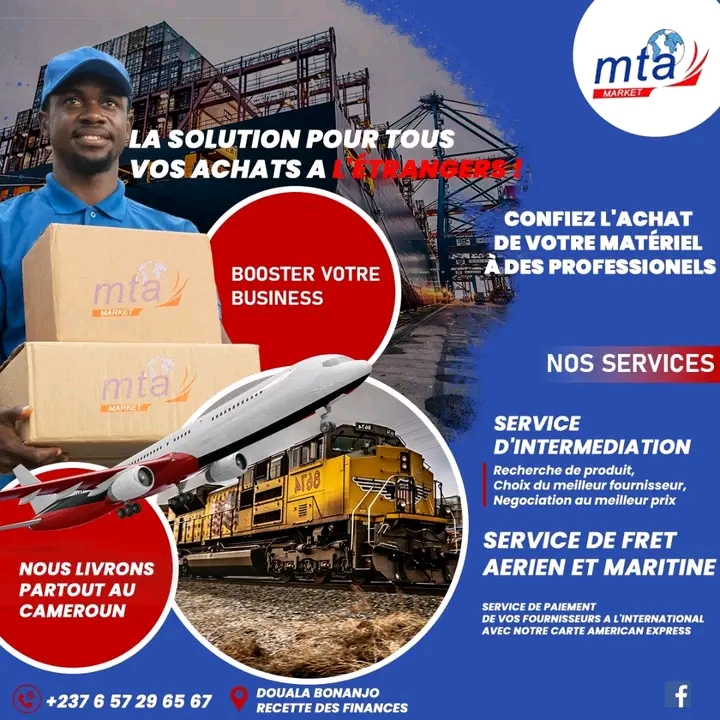 mta
MARKET
LA SOLUTION POUR TOUS
VOS ACHATS A L'ÉTRANGERS !
CONFIEZ L'ACHAT
DE VOTRE MATÉRIEL
À DES PROFESSIONELS
BOOSTER VOTRE
BUSINESS
mta
MARKET
mta
MARKET
NOS SERVICES
SERVICE
D'INTERMEDIATION
Recherche de produit,
Choix du meilleur fournisseur,
Negociation au meilleur prix
SERVICE DE FRET
AERIEN ET MARITINE
SERVICE DE PAIEMENT
DE VOS FOURNISSEURS A L'INTERNATIONAL
AVEC NOTRE CARTE AMERICAN EXPRESS
NOUS LIVRONS
PARTOUT AU
CAMEROUN
+237 6 57 29 65 67
DOUALA BONANJO
RECETTE DES FINANCES
f